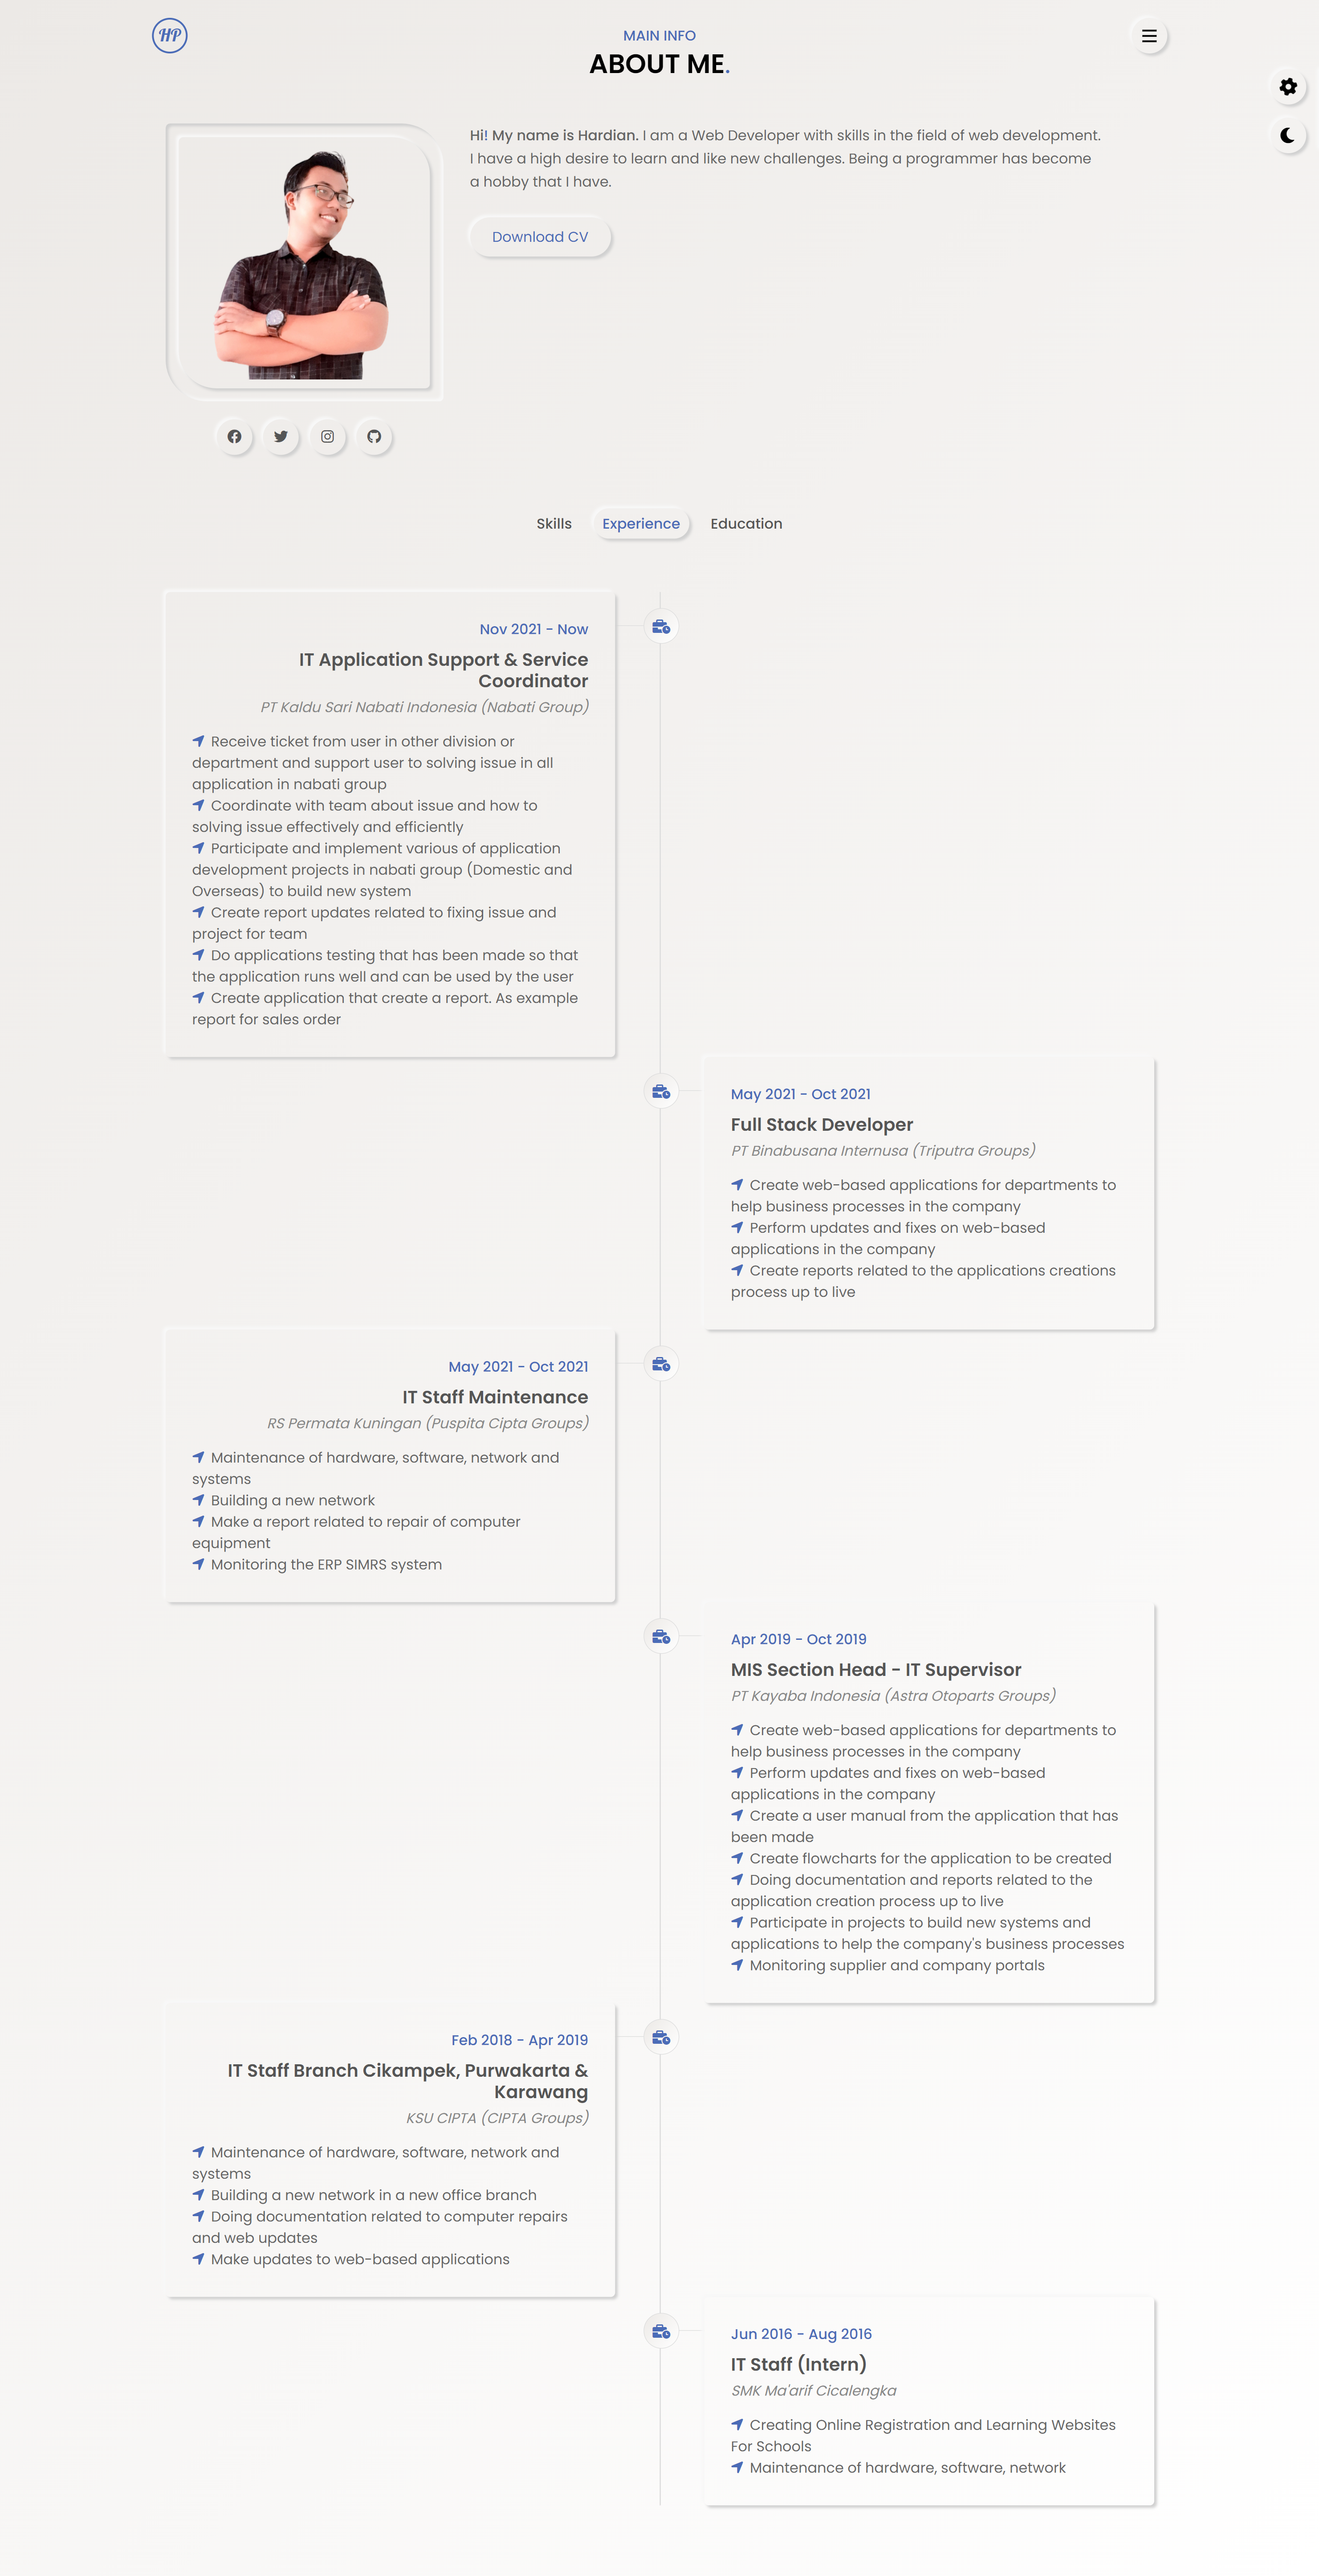 HP
MAIN INFO
ABOUT ME.
Hi! My name is Hardian. I am a Web Developer with skills in the field of web development.
I have a high desire to learn and like new challenges. Being a programmer has become
a hobby that I have.
Download CV
Skills
Experience
Education
Nov 2021 - Now
IT Application Support & Service
Coordinator
PT Kaldu Sari Nabati Indonesia (Nabati Group)
Receive ticket from user in other division or
department and support user to solving issue in all
application in nabati group
Coordinate with team about issue and how to
solving issue effectively and efficiently
Participate and implement various of application
development projects in nabati group (Domestic and
Overseas) to build new system
Create report updates related to fixing issue and
project for team
Do applications testing that has been made so that
the application runs well and can be used by the user
Create application that create a report. As example
report for sales order
May 2021 - Oct 2021
Full Stack Developer
PT Binabusana Internusa (Triputra Groups)
Create web-based applications for departments to
help business processes in the company
Perform updates and fixes on web-based
applications in the company
Create reports related to the applications creations
process up to live
May 2021 - Oct 2021
IT Staff Maintenance
RS Permata Kuningan (Puspita Cipta Groups)
Maintenance of hardware, software, network and
systems
Building a new network
Make a report related to repair of computer
equipment
Monitoring the ERP SIMRS system
Apr 2019 - Oct 2019
MIS Section Head - IT Supervisor
PT Kayaba Indonesia (Astra Otoparts Groups)
Create web-based applications for departments to
help business processes in the company
Perform updates and fixes on web-based
applications in the company
Create a user manual from the application that has
been made
Create flowcharts for the application to be created
Doing documentation and reports related to the
application creation process up to live
Participate in projects to build new systems and
applications to help the company's business processes
Monitoring supplier and company portals
Feb 2018 - Apr 2019
IT Staff Branch Cikampek, Purwakarta &
Karawang
KSU CIPTA (CIPTA Groups)
Maintenance of hardware, software, network and
systems
Building a new network in a new office branch
Doing documentation related to computer repairs
and web updates
Make updates to web-based applications
Jun 2016 - Aug 2016
IT Staff (Intern)
SMK Ma'arif Cicalengka
Creating Online Registration and Learning Websites
For Schools
Maintenance of hardware, software, network